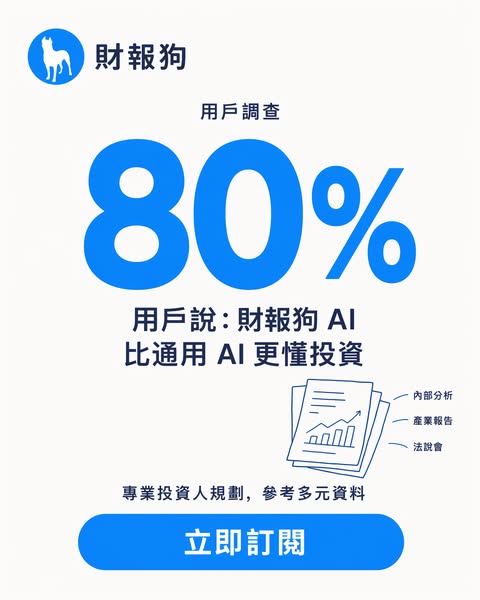 財報狗
用戶調查
80%
用戶說：財報狗 AI
比通用 AI 更懂投資
內部分析
產業報告
法說會
專業投資人規劃，參考多元資料
立即訂閱